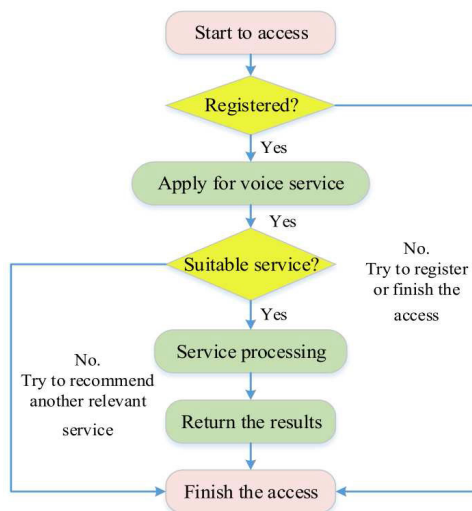 Start to access
Registered?
Yes
Apply for voice service
Yes
No.
Try to register
or finish the
access
Suitable service?
Yes
Service processing
No.
Try to recommend
another relevant
service
Return the results
Finish the access